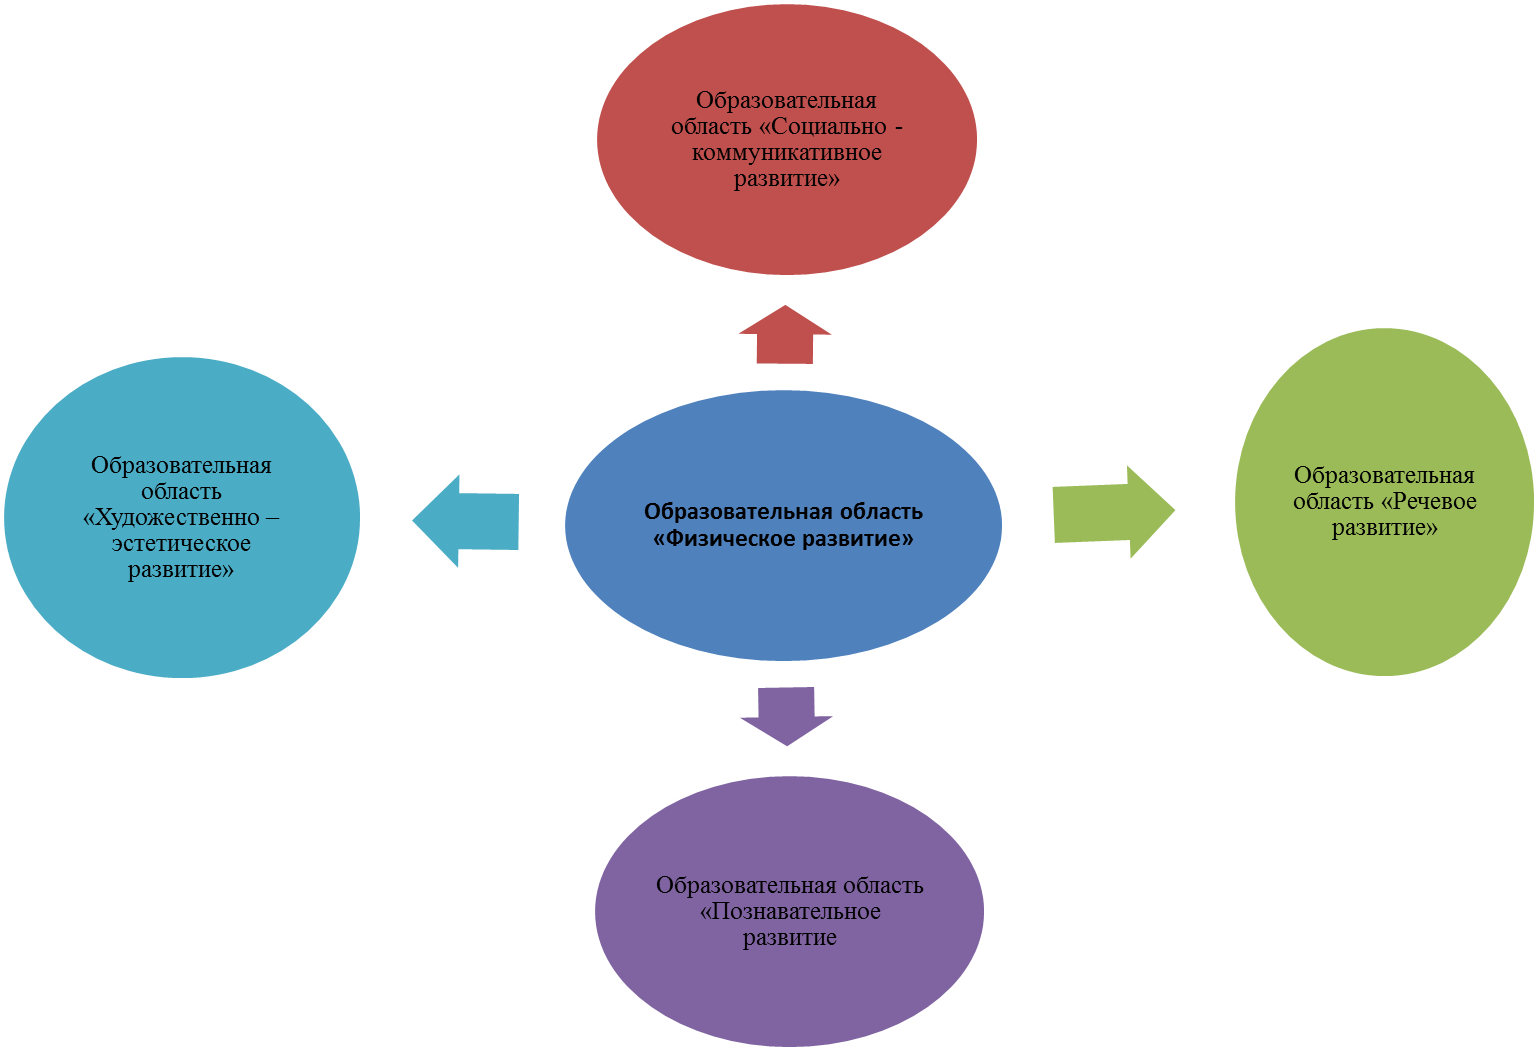 Образовательная
область «Социально -
коммуникативное
развитие»
Образовательная
область
«Художественно –
эстетическое
развитие»
Образовательная область
«Физическое развитие»
Образовательная
область «Речевое
развитие»
Образовательная область
«Познавательное
развитие